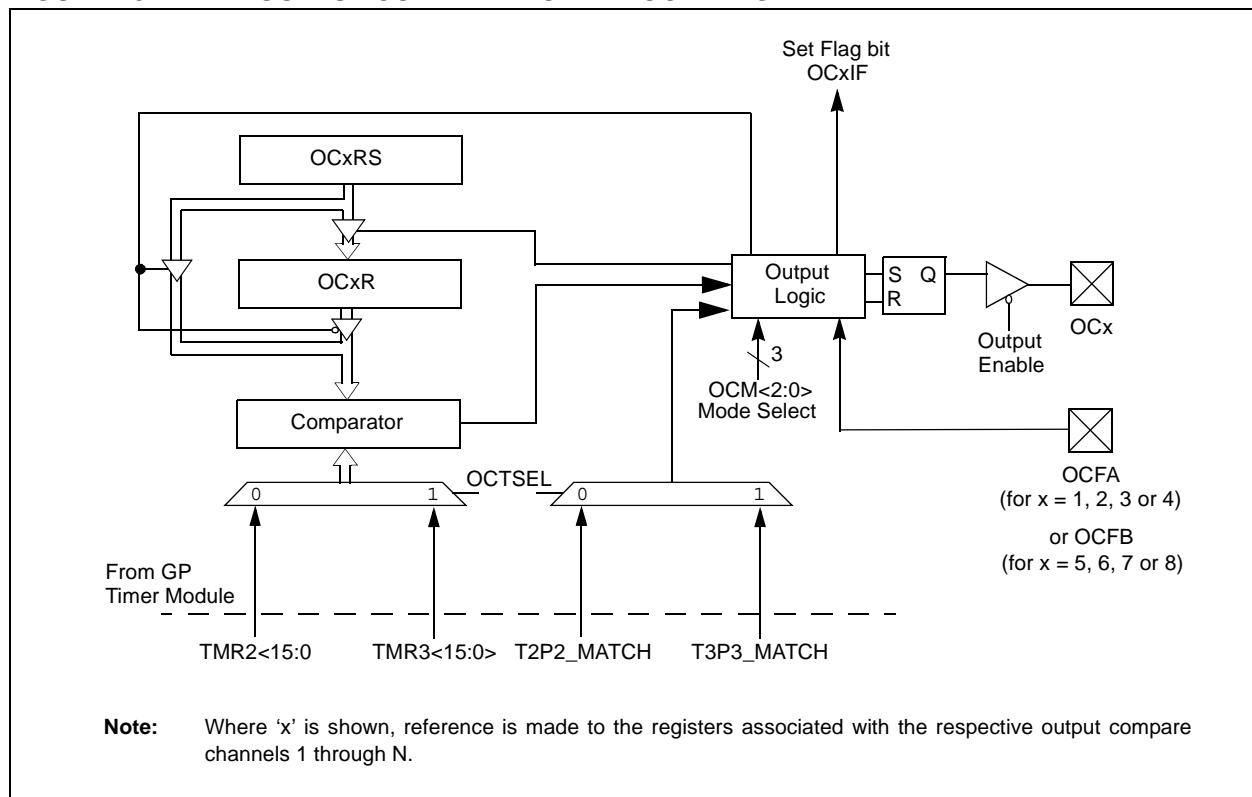 Set Flag bit
OCxIF
OCxRS
OCxR
Output
Logic
S Q
R
OCx
Output
Enable
3
OCM<2:0>
Mode Select
Comparator
OCTSEL
0 1
0 1
OCFA
(for x = 1, 2, 3 or 4)
or OCFB
(for x = 5, 6, 7 or 8)
From GP
Timer Module
TMR2<15:0 TMR3<15:0> T2P2_MATCH T3P3_MATCH
Note: Where ‘x’ is shown, reference is made to the registers associated with the respective output compare
channels 1 through N.